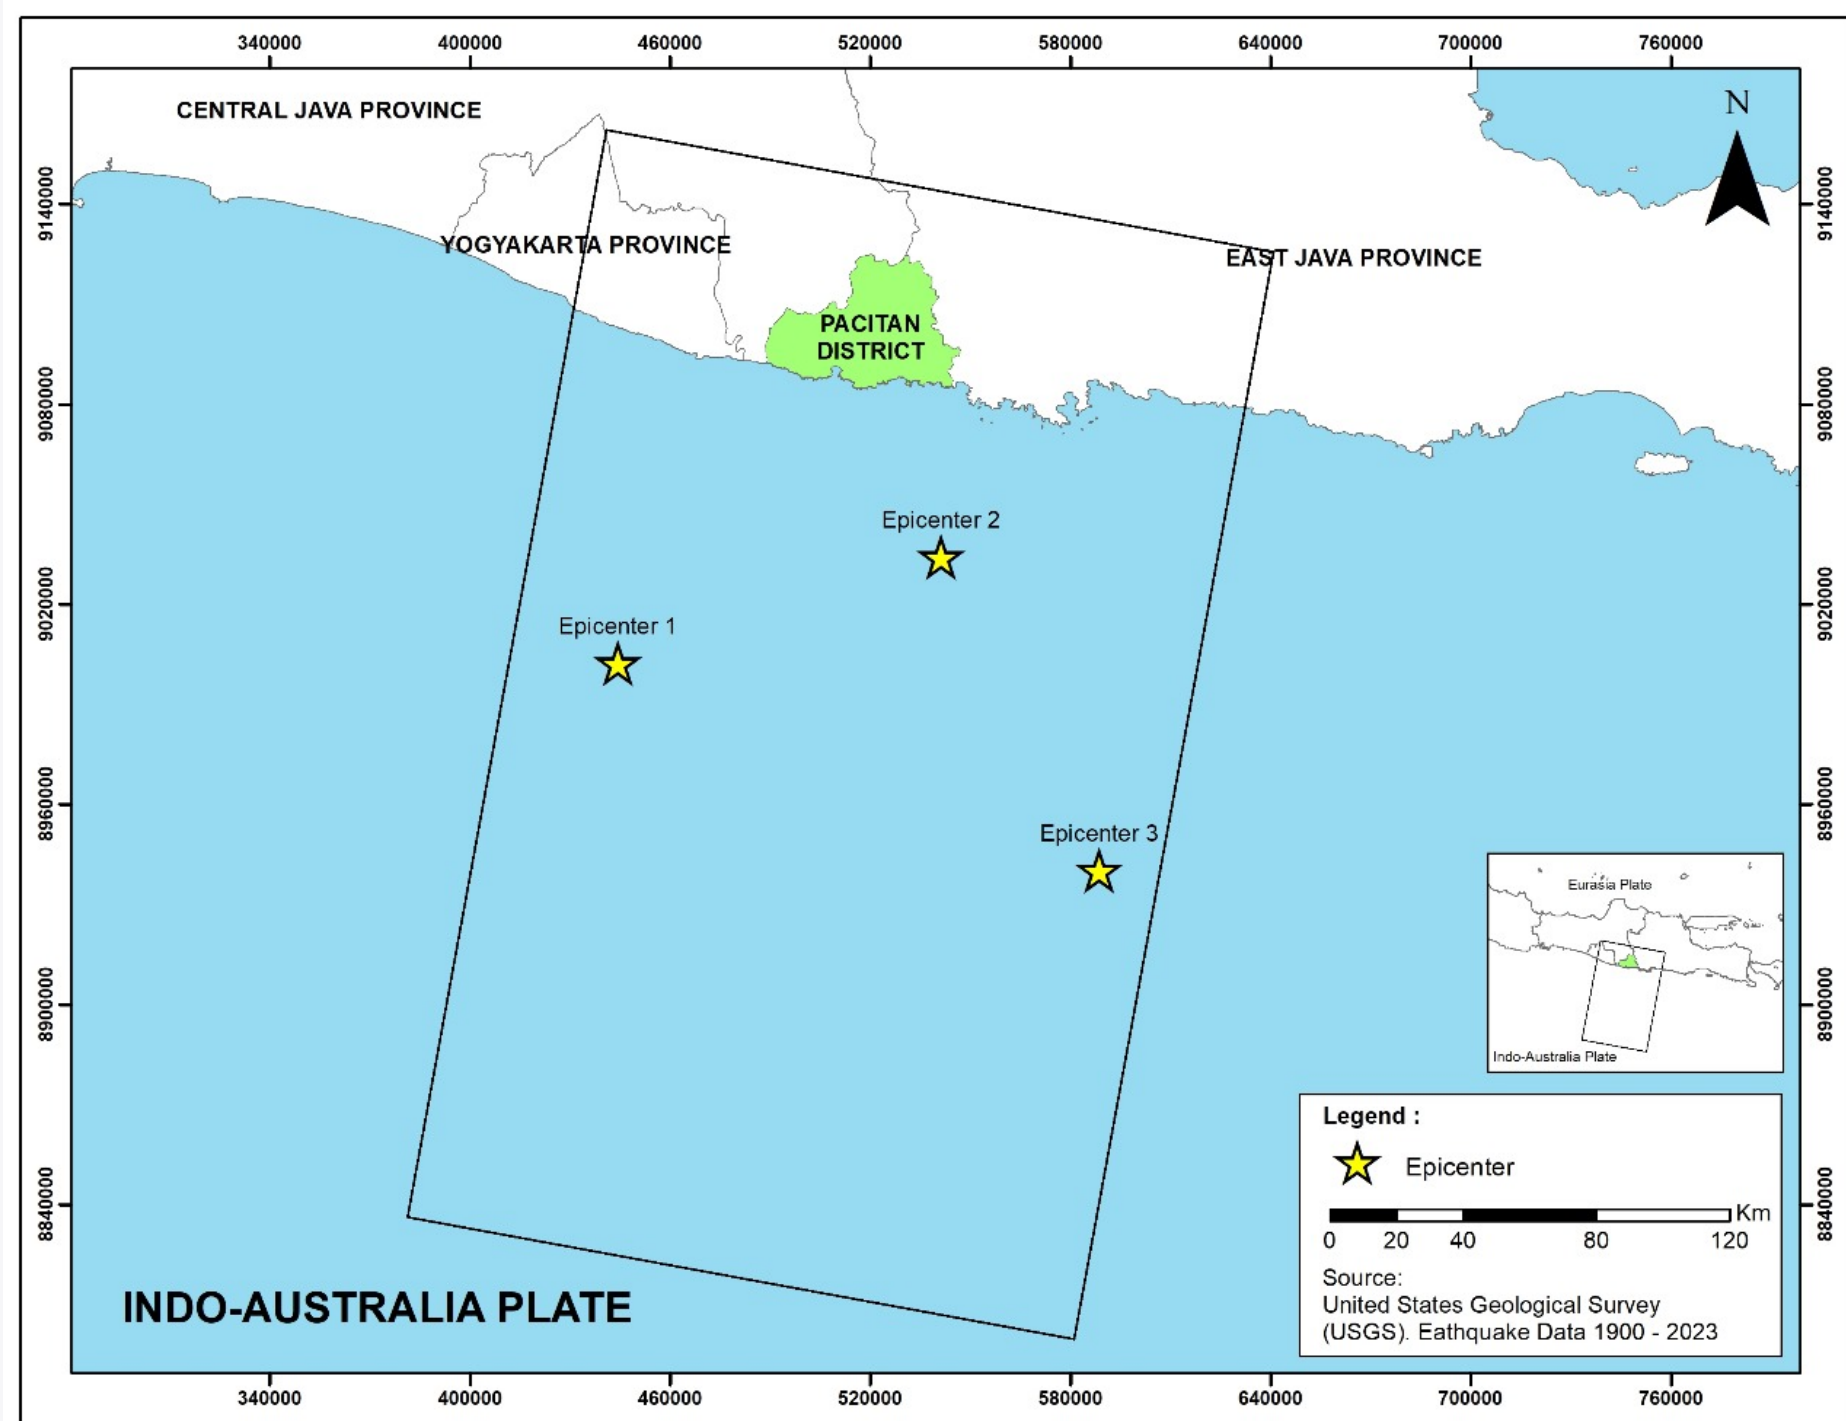 340000 400000 460000 520000 580000 640000 700000 760000
N
CENTRAL JAVA PROVINCE
9140000 9140000
YOGYAKARTA PROVINCE
EAST JAVA PROVINCE
PACITAN
DISTRICT
9080000 9080000
Epicenter 2
9020000 9020000
Epicenter 1
8960000 8960000
Epicenter 3
Eurasia Plate
8900000 8900000
Indo-Australia Plate
Legend :
Epicenter
8840000 8840000
Km
0 20 40 80 120
Source:
United States Geological Survey
(USGS). Eathquake Data 1900 - 2023
INDO-AUSTRALIA PLATE
340000 400000 460000 520000 580000 640000 700000 760000